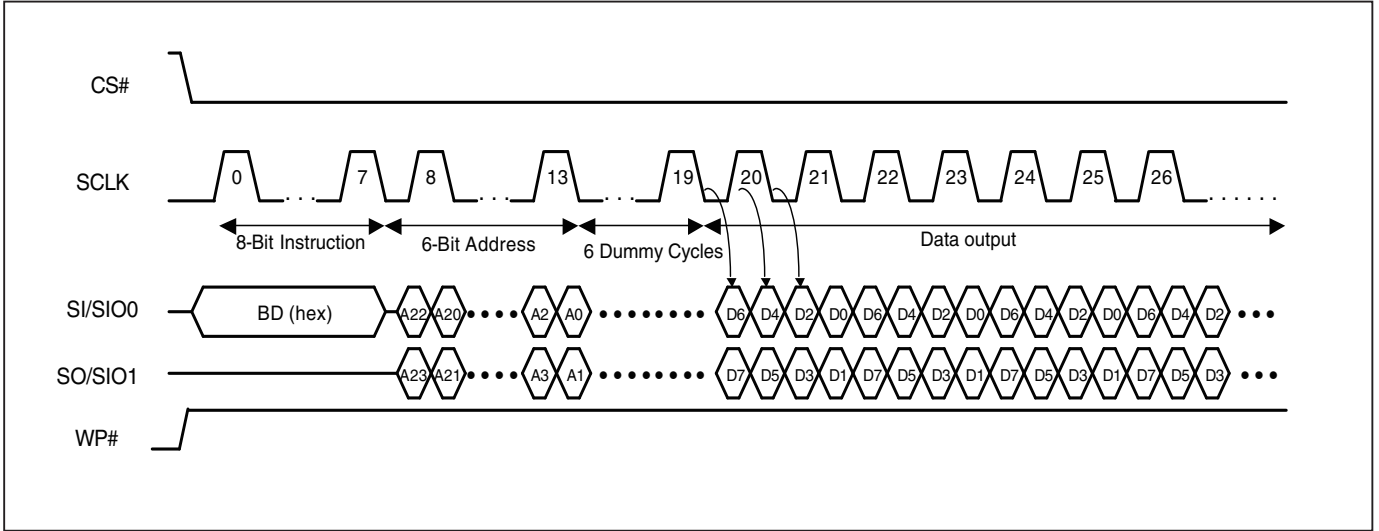 CS#
SCLK 0 . . . 7 8 . . . 13 . . . 19 20 21 22 23 24 25 26 . . . . . .
8-Bit Instruction 6-Bit Address 6 Dummy Cycles Data output
SI/SIO0 BD (hex) A22 A20 A2 A0 D6 D4 D2 D0 D6 D4 D2 D0 D6 D4 D2 D0 D6 D4 D2
SO/SIO1 A23 A21 A3 A1 D7 D5 D3 D1 D7 D5 D3 D1 D7 D5 D3 D1 D7 D5 D3
WP#